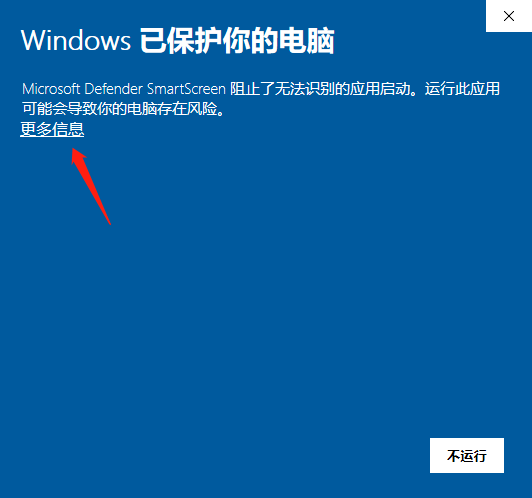 Windows 已保护你的电脑
Microsoft Defender SmartScreen 阻止了无法识别的应用启动。运行此应用
可能会导致你的电脑存在风险。
更多信息
不运行